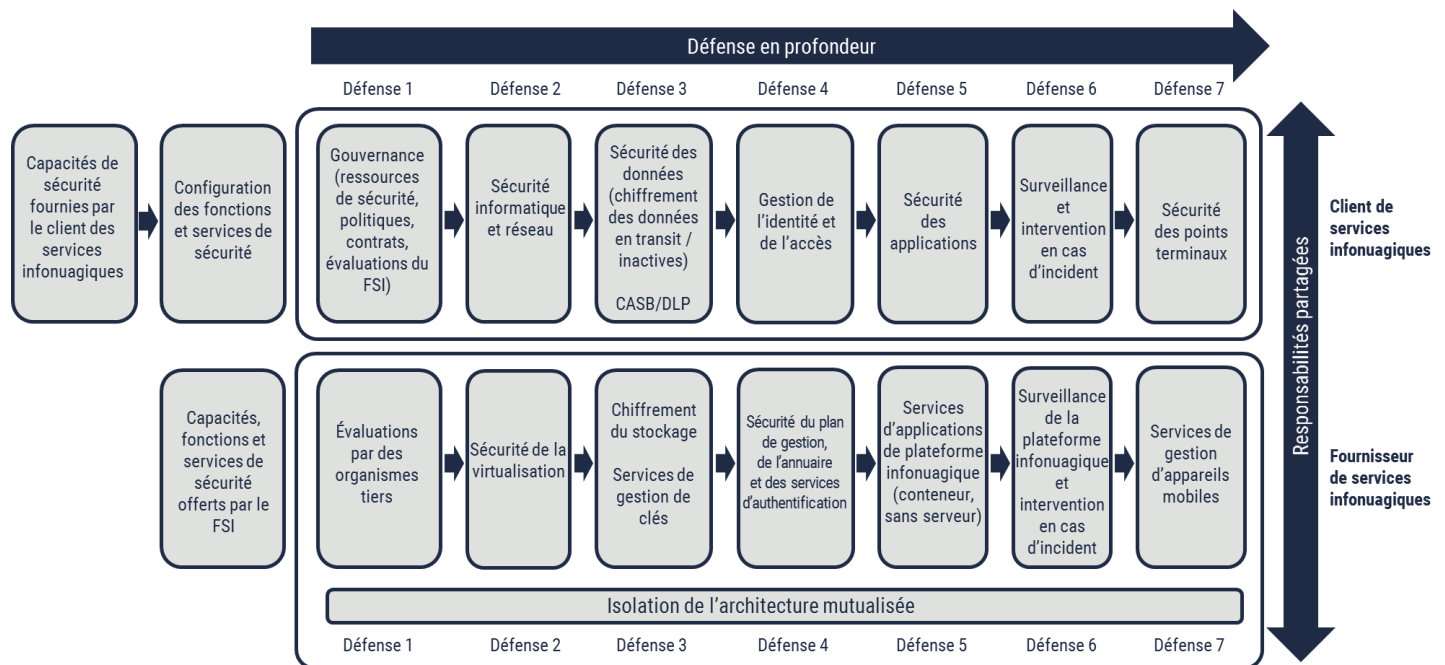 Défense en profondeur
Défense 1
Défense 2
Défense 3
Défense 4
Défense 5
Défense 6
Défense 7
Capacités de
sécurité
fournies par
le client des
services
infonuagiques
Configuration
des fonctions
et services de
sécurité
Gouvernance
(ressources
de sécurité,
politiques,
contrats,
évaluations du
FSI)
Sécurité
informatique
et réseau
Sécurité des
données
(chiffrement
des données
en transit /
inactives)
CASB/DLP
Gestion de
l'identité et
de l'accès
Sécurité
des
applications
Surveillance
et
intervention
en cas
d'incident
Sécurité
des points
terminaux
Client de
services
infonuagiques
Responsabilités partagées
Capacités,
fonctions et
services de
sécurité
offerts par le
FSI
Évaluations
par des
organismes
tiers
Sécurité de la
virtualisation
Chiffrement
du stockage
Services de
gestion de
clés
Sécurité du plan
de gestion,
de l'annuaire
et des services
d'authentification
Services
d'applications
de plateforme
infonuagique
(conteneur,
sans serveur)
Surveillance
de la
plateforme
infonuagique
et
intervention
en cas
d'incident
Services de
gestion
d'appareils
mobiles
Fournisseur
de services
infonuagiques
Isolation de l'architecture mutualisée
Défense 1
Défense 2
Défense 3
Défense 4
Défense 5
Défense 6
Défense 7